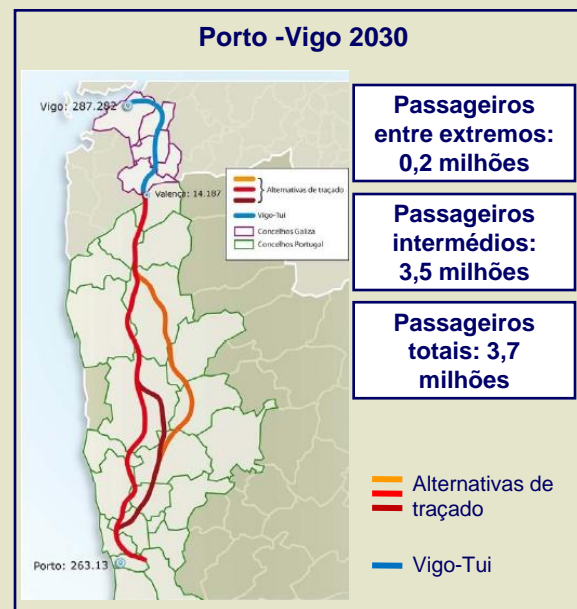 Porto -Vigo 2030
Vigo: 287.282
Valença: 14.187
Alternativas de traçado
Vigo-Tui
Concelhos Galiza
Concelhos Portugal
Porto: 263.13
Passageiros
entre extremos:
0,2 milhões
Passageiros
intermédios:
3,5 milhões
Passageiros
totais: 3,7
milhões
Alternativas de
traçado
Vigo-Tui